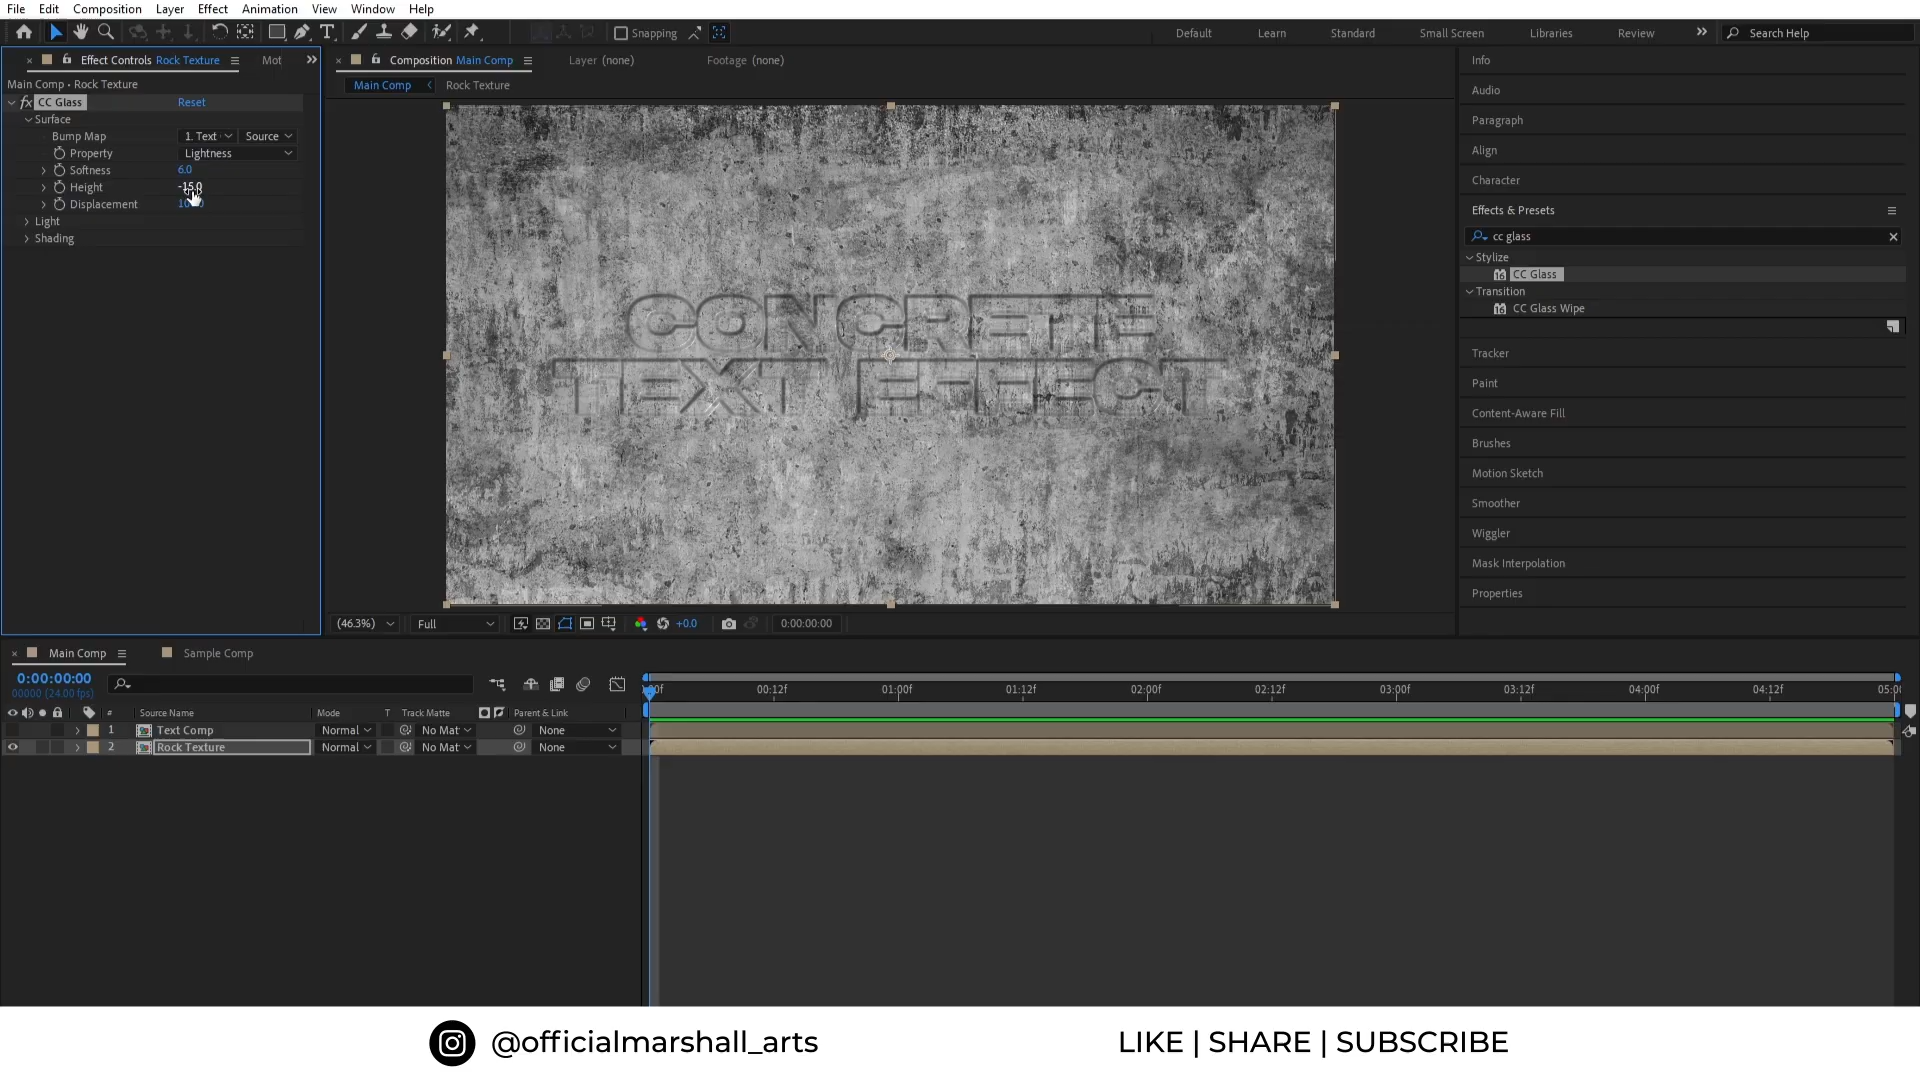 File Edit Composition Layer Effect Animation View Window Help
Snapping
Default Learn Standard Small Screen Libraries Review Search Help
Effect Controls Rock Texture
Mot
Main Comp • Rock Texture
fx CC Glass Reset
Surface
Bump Map 1. Text Source
Property Lightness
Softness 6.0
Height -15.0
Displacement
Light
Shading
Composition Main Comp
Layer (none)
Footage (none)
Main Comp Rock Texture
CONCRETE
TEXT EFFECT
(46.3%) Full +0.0 0:00:00:00
Info
Audio
Paragraph
Align
Character
Effects & Presets
cc glass
Stylize
CC Glass
Transition
CC Glass Wipe
Tracker
Paint
Content-Aware Fill
Brushes
Motion Sketch
Smoother
Wiggler
Mask Interpolation
Properties
Main Comp Sample Comp
0:00:00:00
00000 (24.00 fps)
# Source Name Mode T Track Matte Parent & Link
1 Text Comp Normal No Mat None
2 Rock Texture Normal No Mat None
00:12f 01:00f 01:12f 02:00f 02:12f 03:00f 03:12f 04:00f 04:12f
@officialmarshall_arts
LIKE | SHARE | SUBSCRIBE